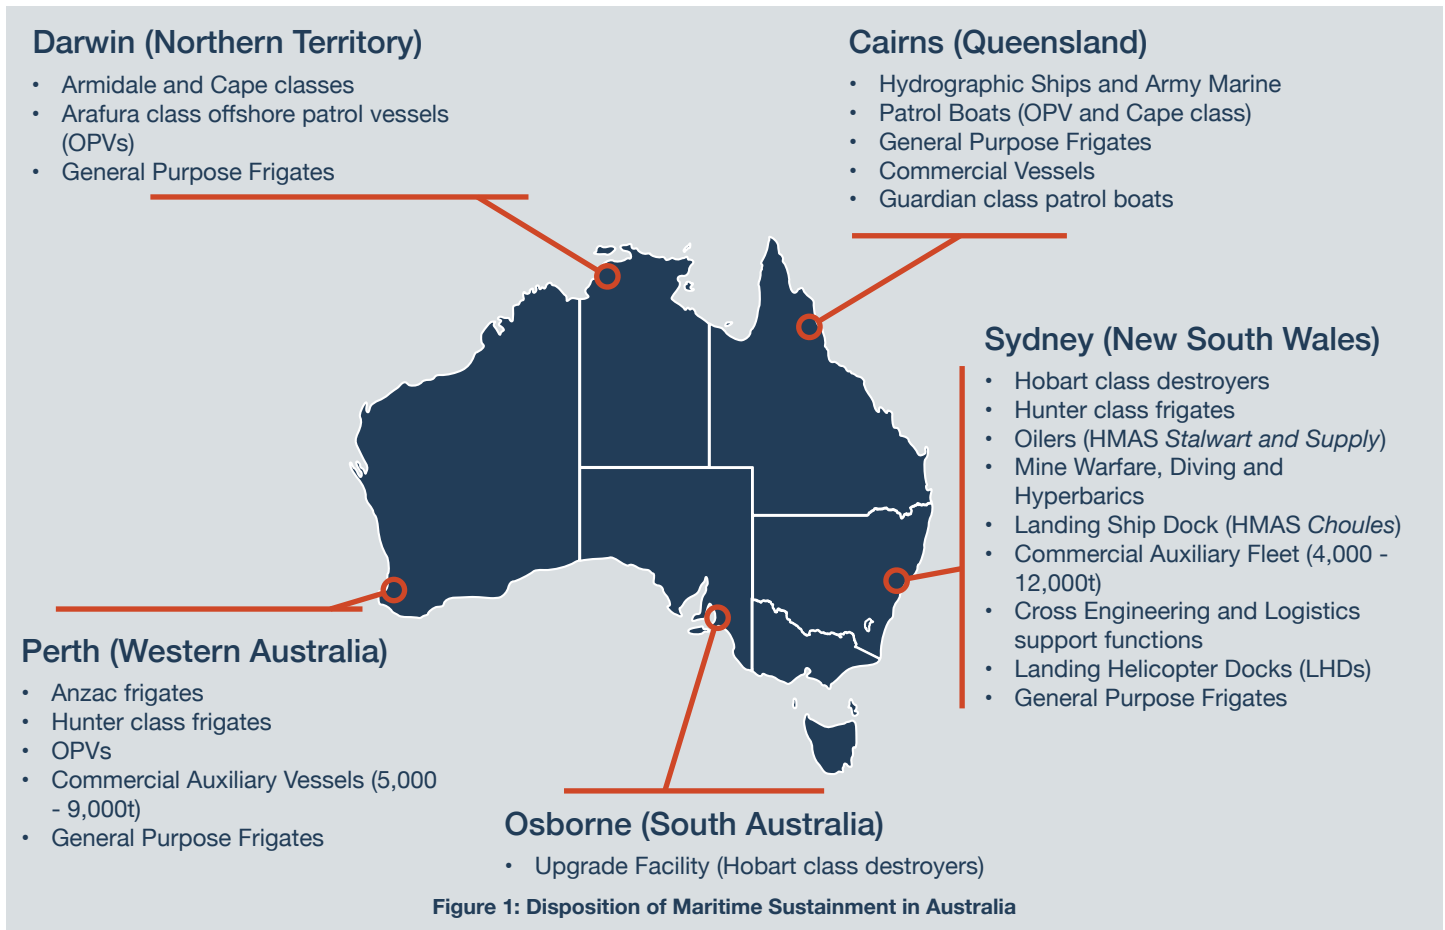 Darwin (Northern Territory)
• Armidale and Cape classes
• Arafura class offshore patrol vessels
(OPVs)
• General Purpose Frigates
Cairns (Queensland)
• Hydrographic Ships and Army Marine
• Patrol Boats (OPV and Cape class)
• General Purpose Frigates
• Commercial Vessels
• Guardian class patrol boats
Sydney (New South Wales)
• Hobart class destroyers
• Hunter class frigates
• Oilers (HMAS Stalwart and Supply)
• Mine Warfare, Diving and
Hyperbarics
• Landing Ship Dock (HMAS Choules)
• Commercial Auxiliary Fleet (4,000 -
12,000t)
• Cross Engineering and Logistics
support functions
• Landing Helicopter Docks (LHDs)
• General Purpose Frigates
Perth (Western Australia)
• Anzac frigates
• Hunter class frigates
• OPVs
• Commercial Auxiliary Vessels (5,000
- 9,000t)
• General Purpose Frigates
Osborne (South Australia)
• Upgrade Facility (Hobart class destroyers)
Figure 1: Disposition of Maritime Sustainment in Australia